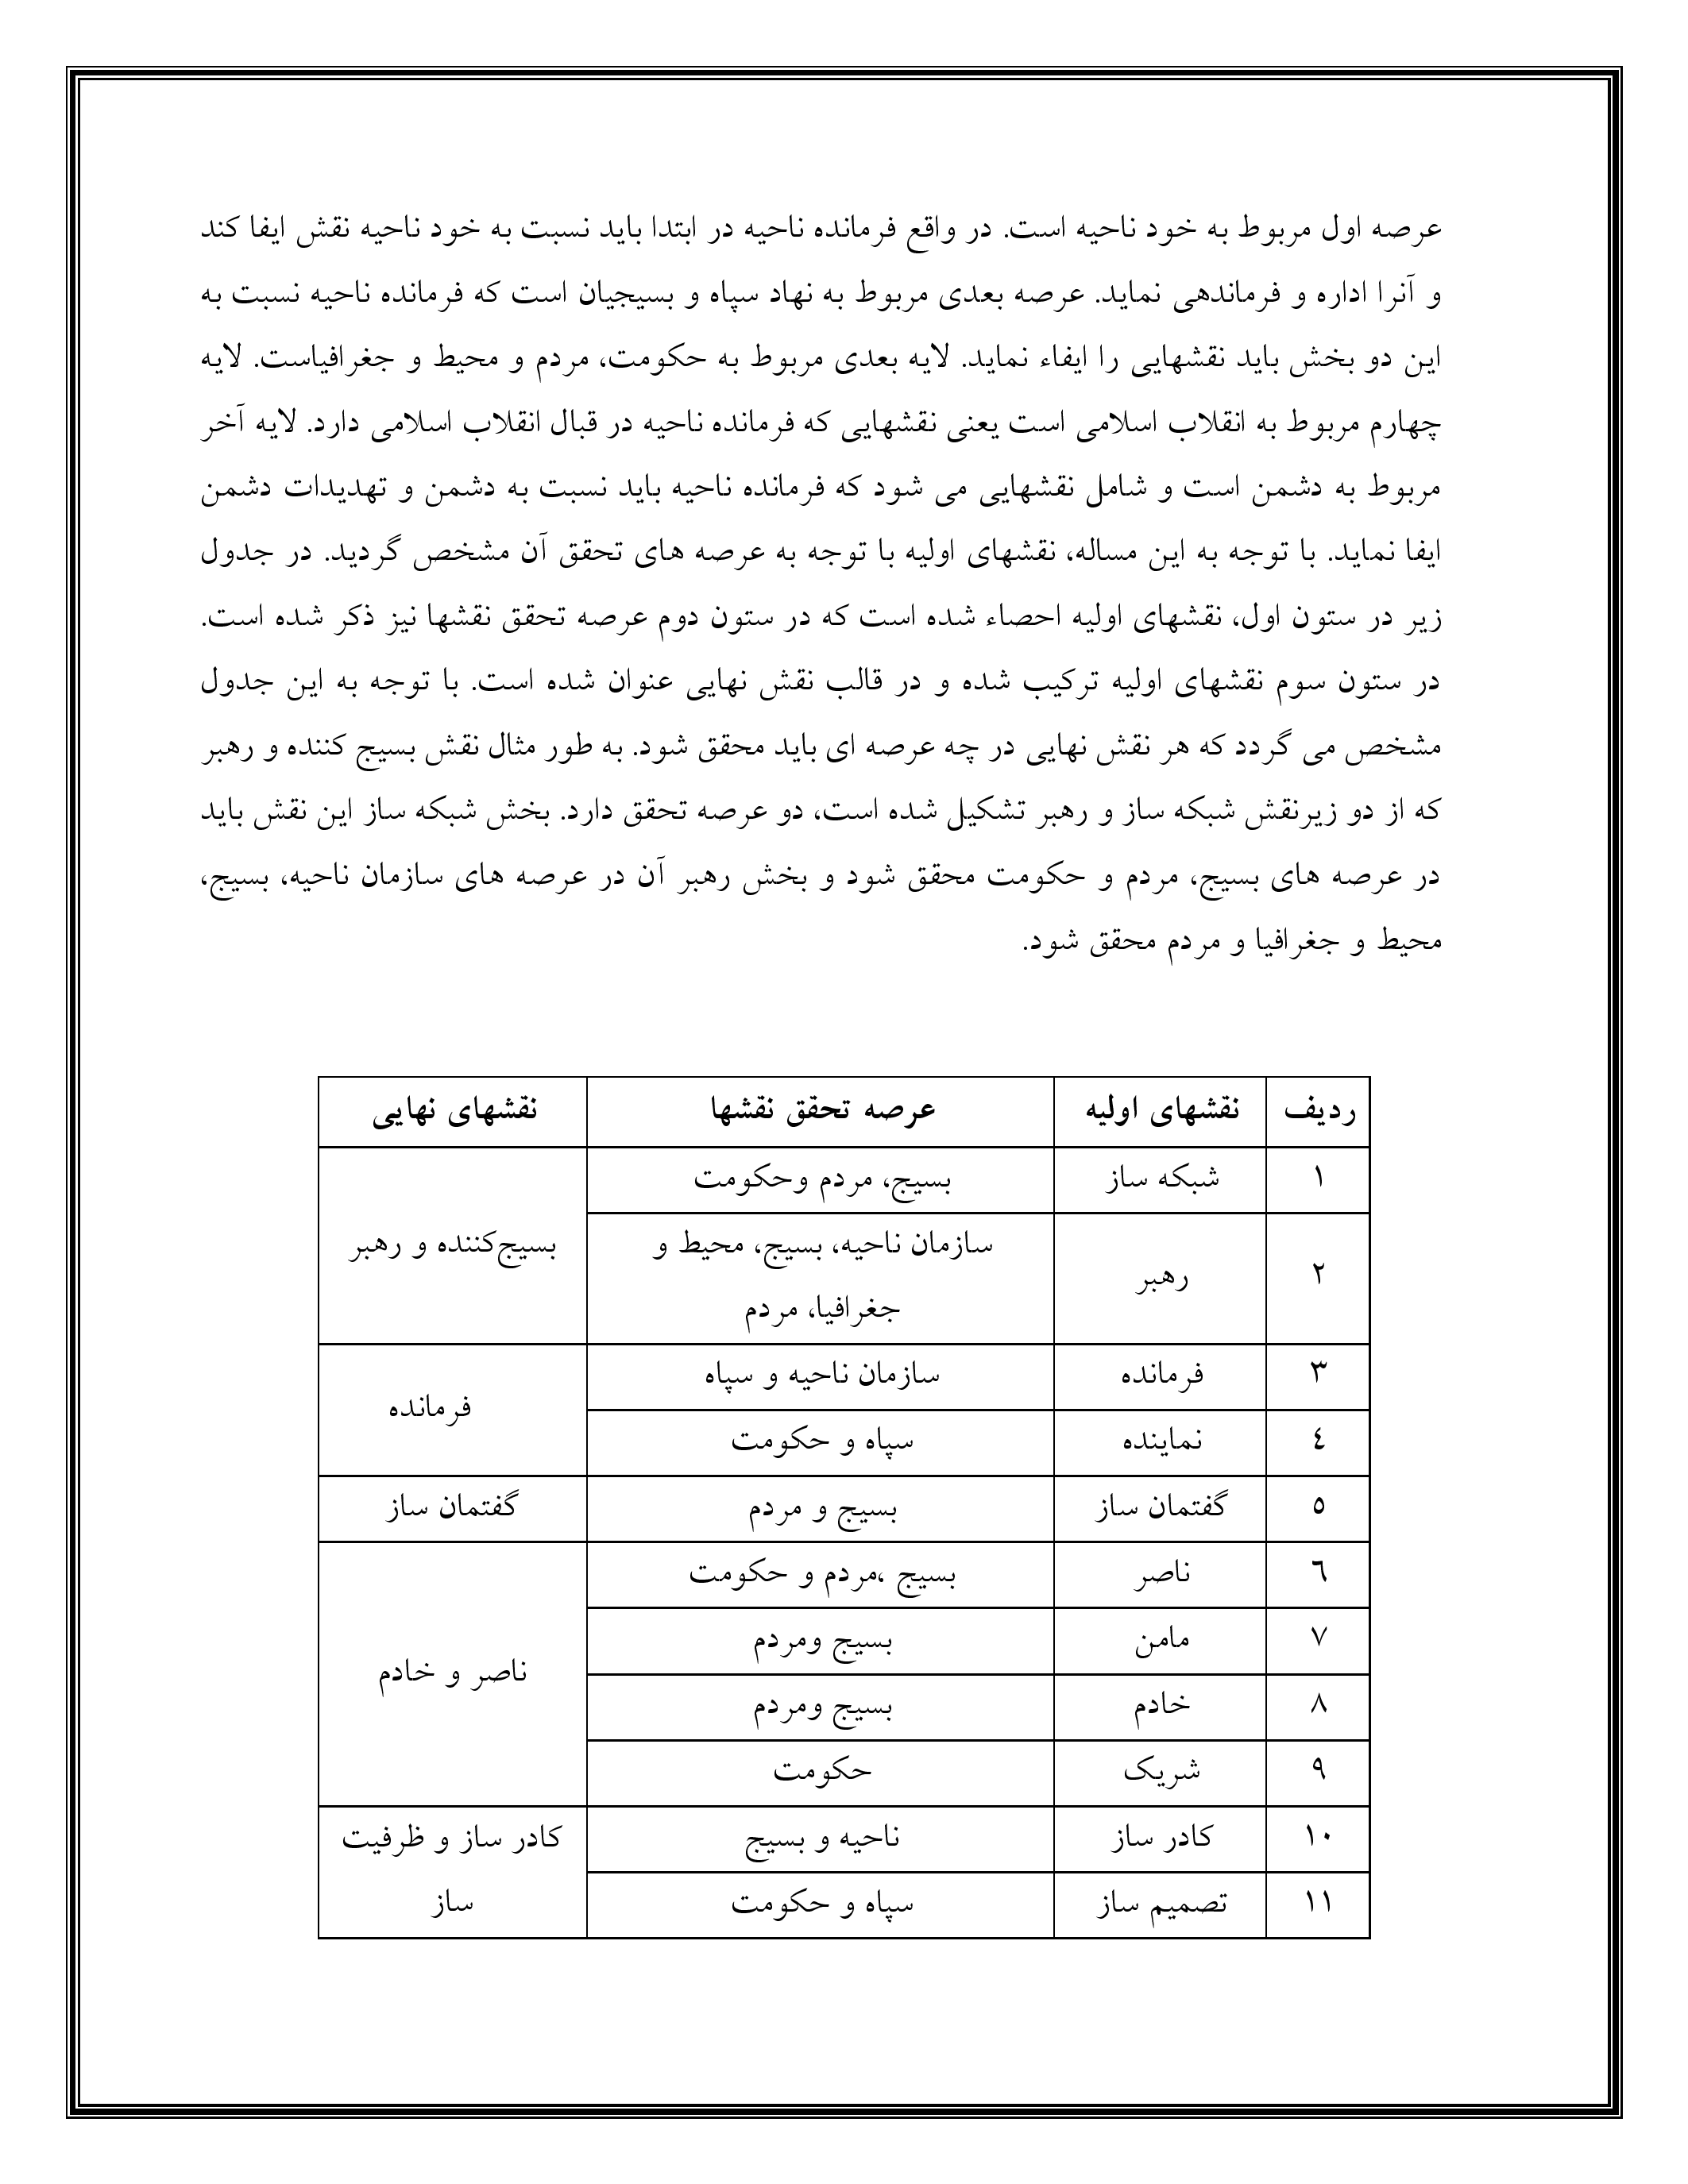 عرصه اول مربوط به خود ناحیه است. در واقع فرمانده ناحیه در ابتدا باید نسبت به خود ناحیه نقش ایفا کند
و آنرا اداره و فرماندهی نماید. عرصه بعدی مربوط به نهاد سپاه و بسیجیان است که فرمانده ناحیه نسبت به
این دو بخش باید نقشهایی را ایفاء نماید. لایه بعدی مربوط به حکومت، مردم و محیط و جغرافیاست. لایه
چهارم مربوط به انقلاب اسلامی است یعنی نقشهایی که فرمانده ناحیه در قبال انقلاب اسلامی دارد. لایه آخر
مربوط به دشمن است و شامل نقشهایی می شود که فرمانده ناحیه باید نسبت به دشمن و تهدیدات دشمن
ایفا نماید. با توجه به این مساله، نقشهای اولیه با توجه به عرصه های تحقق آن مشخص گردید. در جدول
زیر در ستون اول، نقشهای اولیه احصاء شده است که در ستون دوم عرصه تحقق نقشها نیز ذکر شده است.
در ستون سوم نقشهای اولیه ترکیب شده و در قالب نقش نهایی عنوان شده است. با توجه به این جدول
مشخص می گردد که هر نقش نهایی در چه عرصه ای باید محقق شود. به طور مثال نقش بسیج کننده و رهبر
که از دو زیرنقش شبکه ساز و رهبر تشکیل شده است، دو عرصه تحقق دارد. بخش شبکه ساز این نقش باید
در عرصه های بسیج، مردم و حکومت محقق شود و بخش رهبر آن در عرصه های سازمان ناحیه، بسیج،
محیط و جغرافیا و مردم محقق شود.
ردیف نقشهای اولیه عرصه تحقق نقشها نقشهای نهایی
۱ شبکه ساز بسیج، مردم وحکومت
بسیج‌کننده و رهبر
۲ رهبر سازمان ناحیه، بسیج، محیط و
جغرافیا، مردم
۳ فرمانده سازمان ناحیه و سپاه
فرمانده
٤ نماینده سپاه و حکومت
٥ گفتمان ساز بسیج و مردم گفتمان ساز
٦ ناصر بسیج ،مردم و حکومت
۷ مامن بسیج ومردم
ناصر و خادم
۸ خادم بسیج ومردم
۹ شریک حکومت
۱۰ کادر ساز ناحیه و بسیج کادر ساز و ظرفیت
۱۱ تصمیم ساز سپاه و حکومت ساز